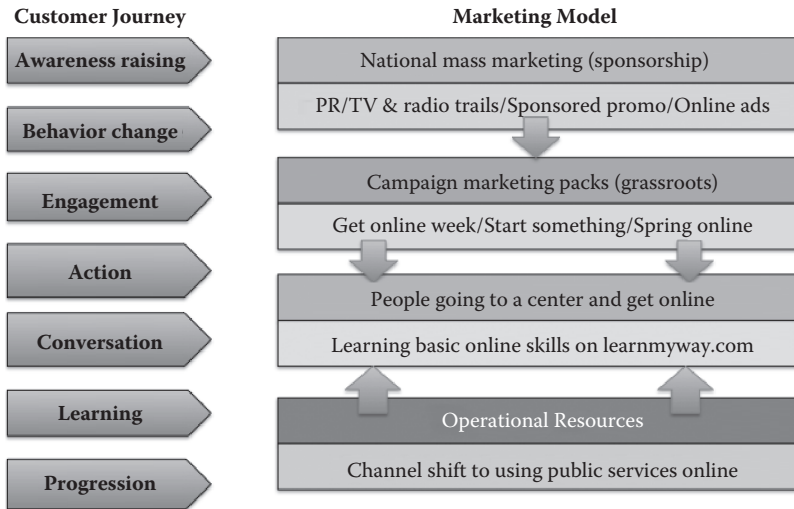 Customer Journey
Awareness raising
Behavior change
Engagement
Action
Conversation
Learning
Progression
Marketing Model
National mass marketing (sponsorship)
PR/TV & radio trails/Sponsored promo/Online ads
Campaign marketing packs (grassroots)
Get online week/Start something/Spring online
People going to a center and get online
Learning basic online skills on learnmyway.com
Operational Resources
Channel shift to using public services online